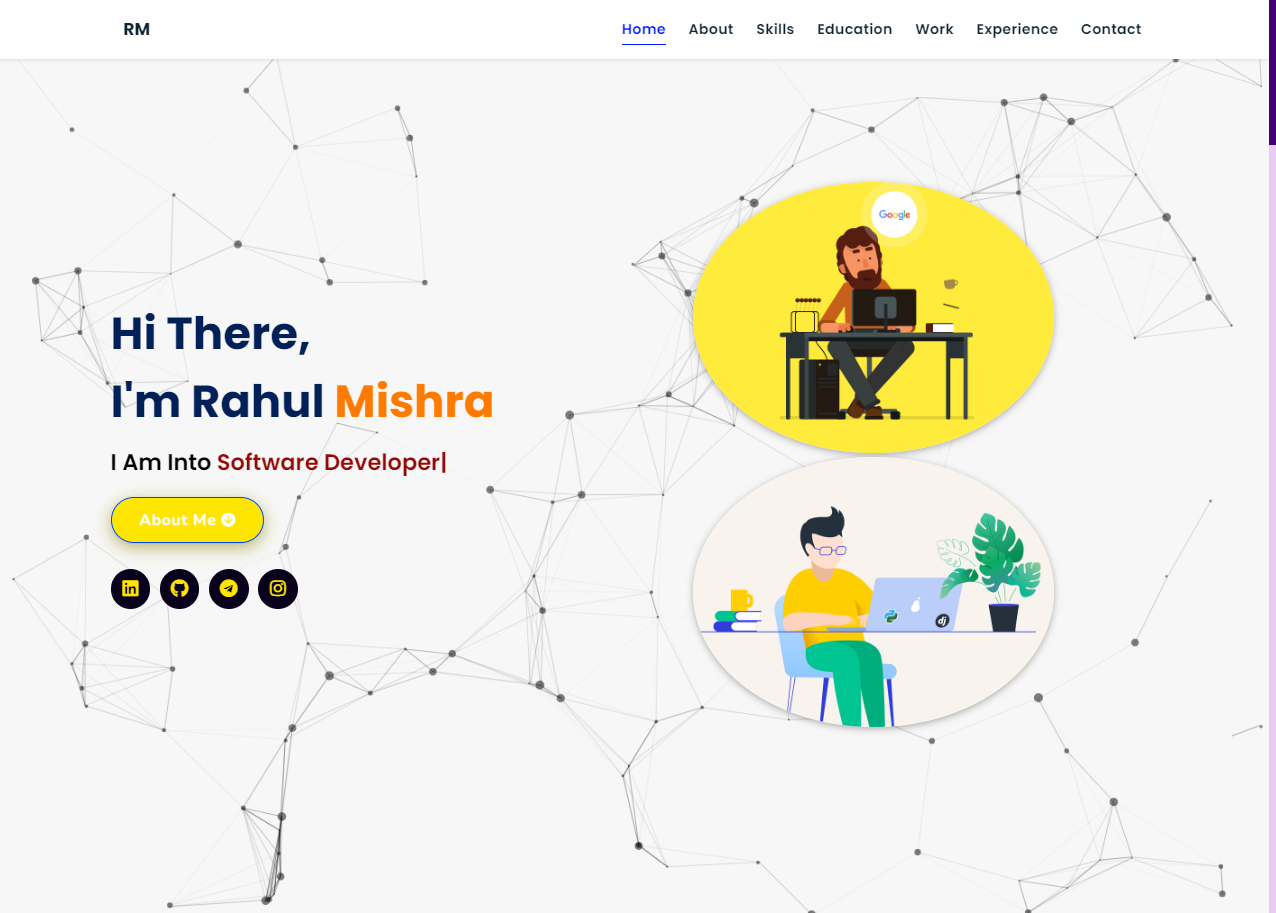 RM
Home About Skills Education Work Experience Contact
Google
Hi There,
I'm Rahul Mishra
I Am Into Software Developer|
About Me
in
dj